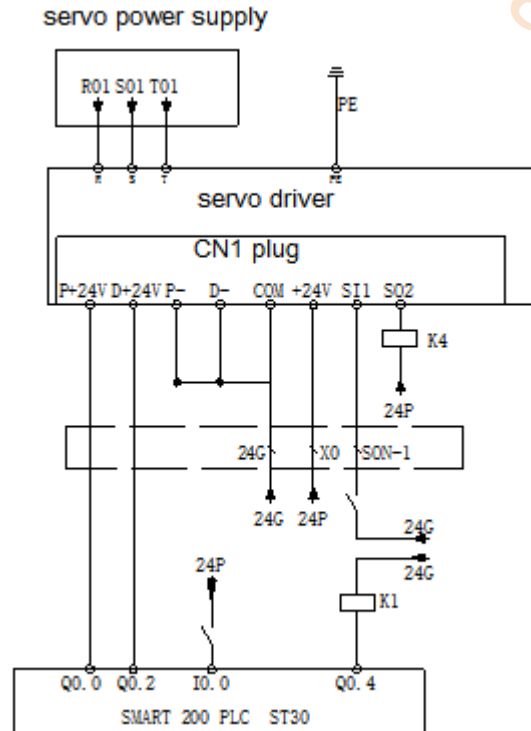 servo power supply
R01 S01 T01
PE
R S T PE
servo driver
CN1 plug
P+24V D+24V P- D- COM +24V SI1 SO2
K4
24P
24G X0 SON-1
24G 24P
24G
24P 24G
K1
Q0.0 Q0.2 I0.0 Q0.4
SMART 200 PLC ST30